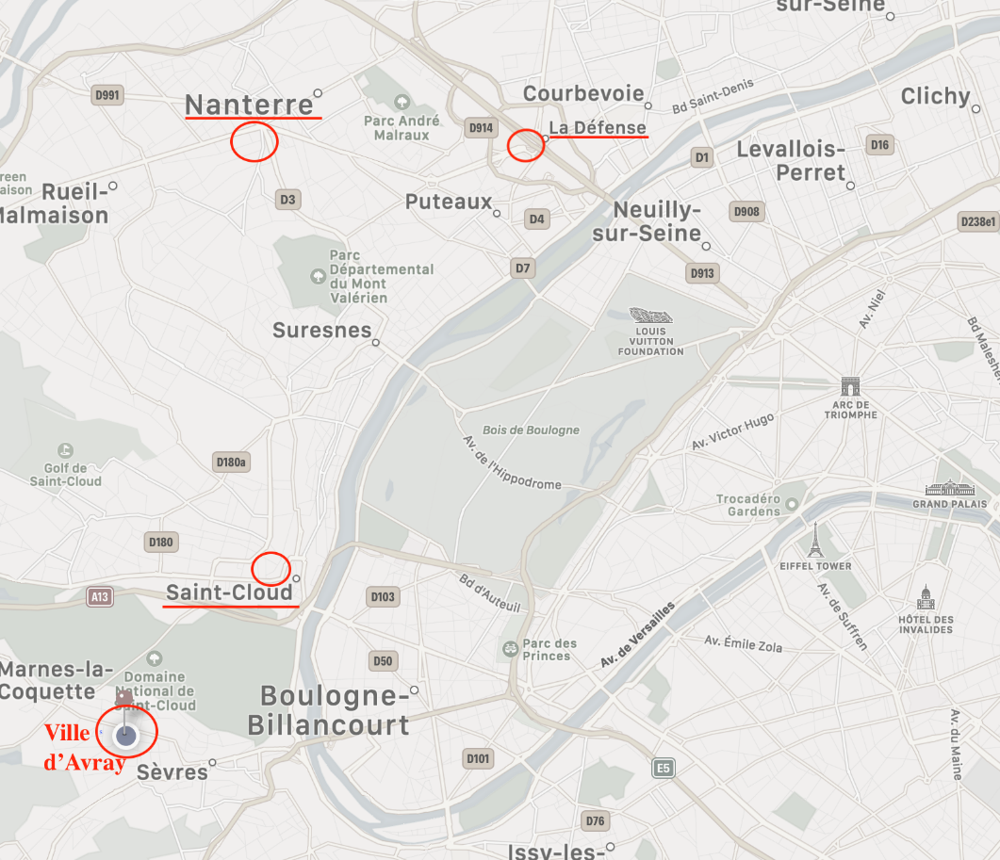 sur-Seine
D991
Nanterre
Parc André
Malraux
D914
Courbevoie
La Défense
Bd Saint-Denis
Clichy
D1
Levallois-
Perret
D16
reen
aison
Rueil-
Malmaison
D3
Puteaux
D4
Neuilly-
sur-Seine
D908
D238e1
Parc
Départemental
du Mont
Valérien
D7
D913
Suresnes
LOUIS
VUITTON
FOUNDATION
Av. Niel
Bd Malesher
ARC DE
TRIOMPHE
Bois de Boulogne
Av. Victor Hugo
Av. de l'Hippodrome
Golf de
Saint-Cloud
D180a
Trocadéro
Gardens
GRAND PALAIS
D180
EIFFEL TOWER
Saint-Cloud
A13
D103
Bd d'Auteuil
Av. de Suffren
HÔTEL DES
INVALIDES
Parc des
Princes
Av. de Versailles
Av. Émile Zola
D50
Marnes-la-
Coquette
Domaine
National de
Saint-Cloud
Boulogne-
Billancourt
Ville
d'Avray
Sèvres
D101
E5
Av. du Maine
D76
Issy-les-